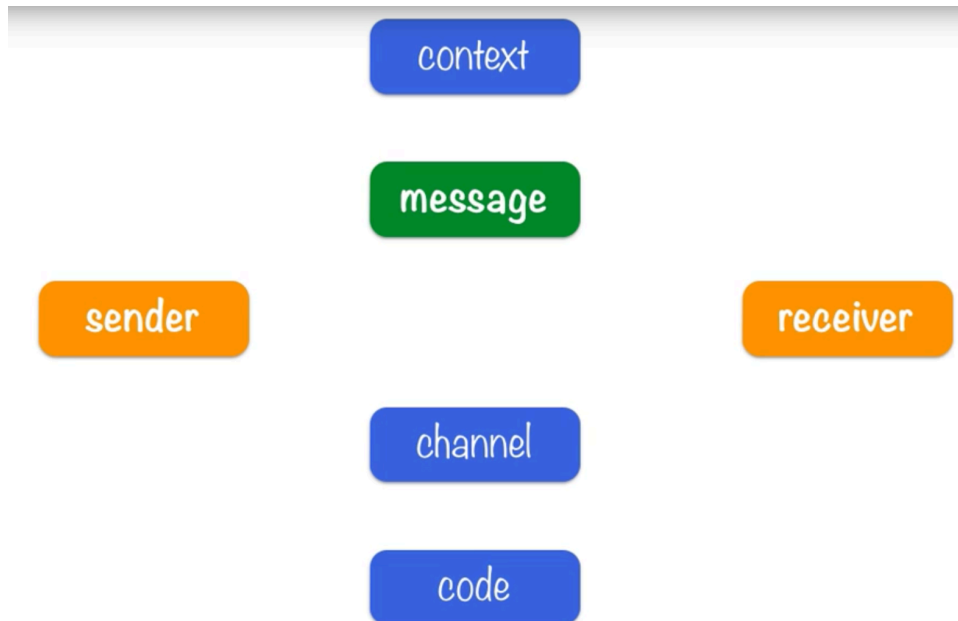 context
message
sender
receiver
channel
code